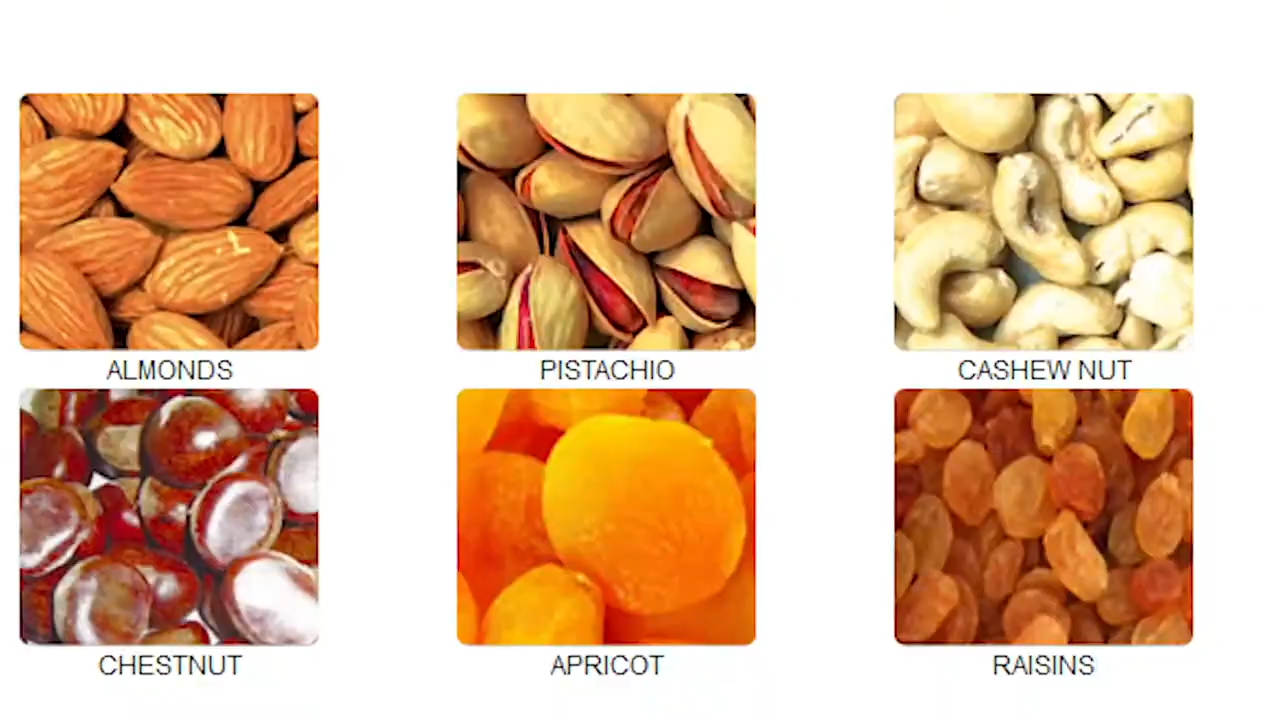 ALMONDS
PISTACHIO
CASHEW NUT
CHESTNUT
APRICOT
RAISINS